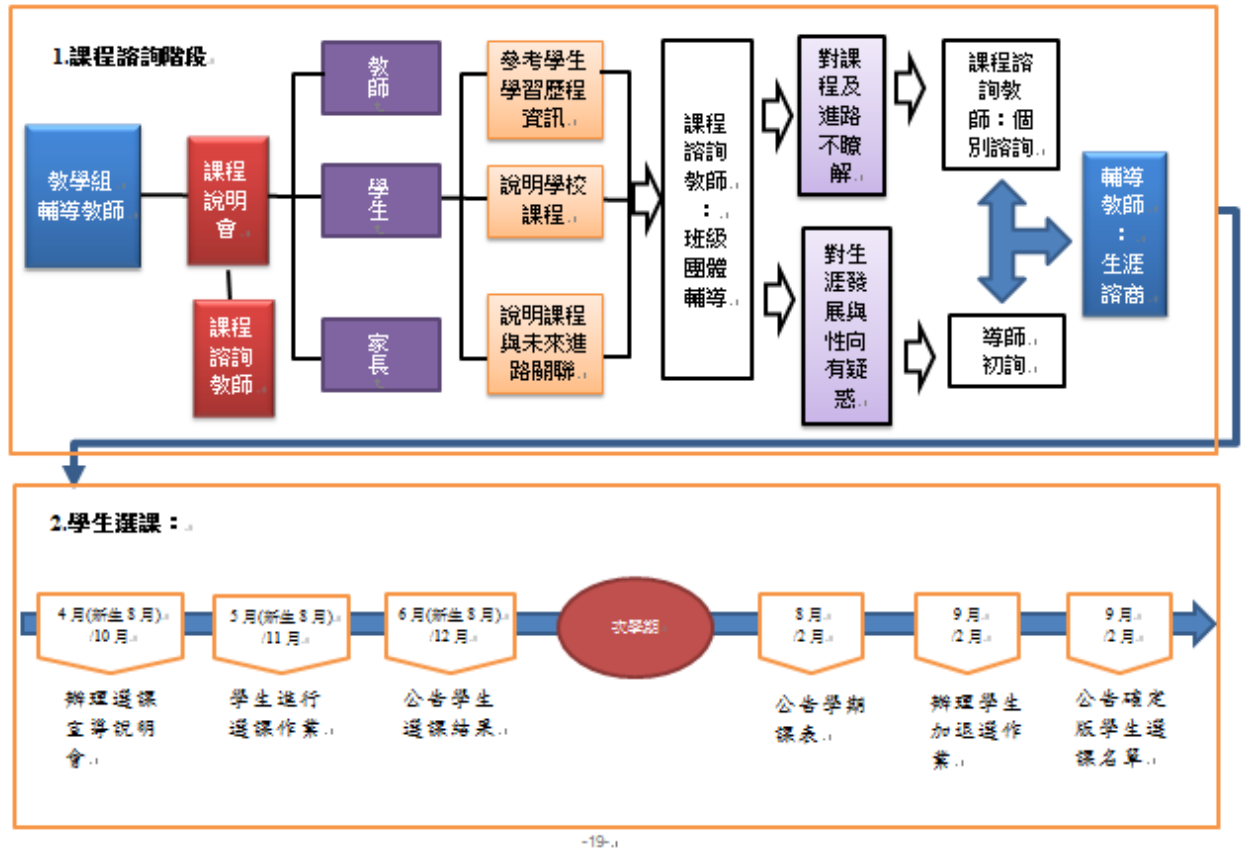 1.課程諮詢階段
教學組
輔導教師
課程
說明
會
課程
諮詢
教師
教
師
學
生
家
長
參考學生
學習歷程
資訊
說明學校
課程
說明課程
與未來進
路關聯
課程
諮詢
教師
：
班級
團體
輔導
對課
程及
進路
不瞭
解
對生
涯發
展與
性向
有疑
惑
課程諮
詢教
師：個
別諮詢
導師
初詢
輔導
教師
：
生涯
諮商
2.學生選課：
4月(新生8月)
/10月
辦理選課
宣導說明
會
5月(新生8月)
/11月
學生進行
選課作業
6月(新生8月)
/12月
公告學生
選課結果
次學期
8月
/2月
公告學期
課表
9月
/2月
辦理學生
加退選作
業
9月
/2月
公告確定
版學生選
課名單
-19-